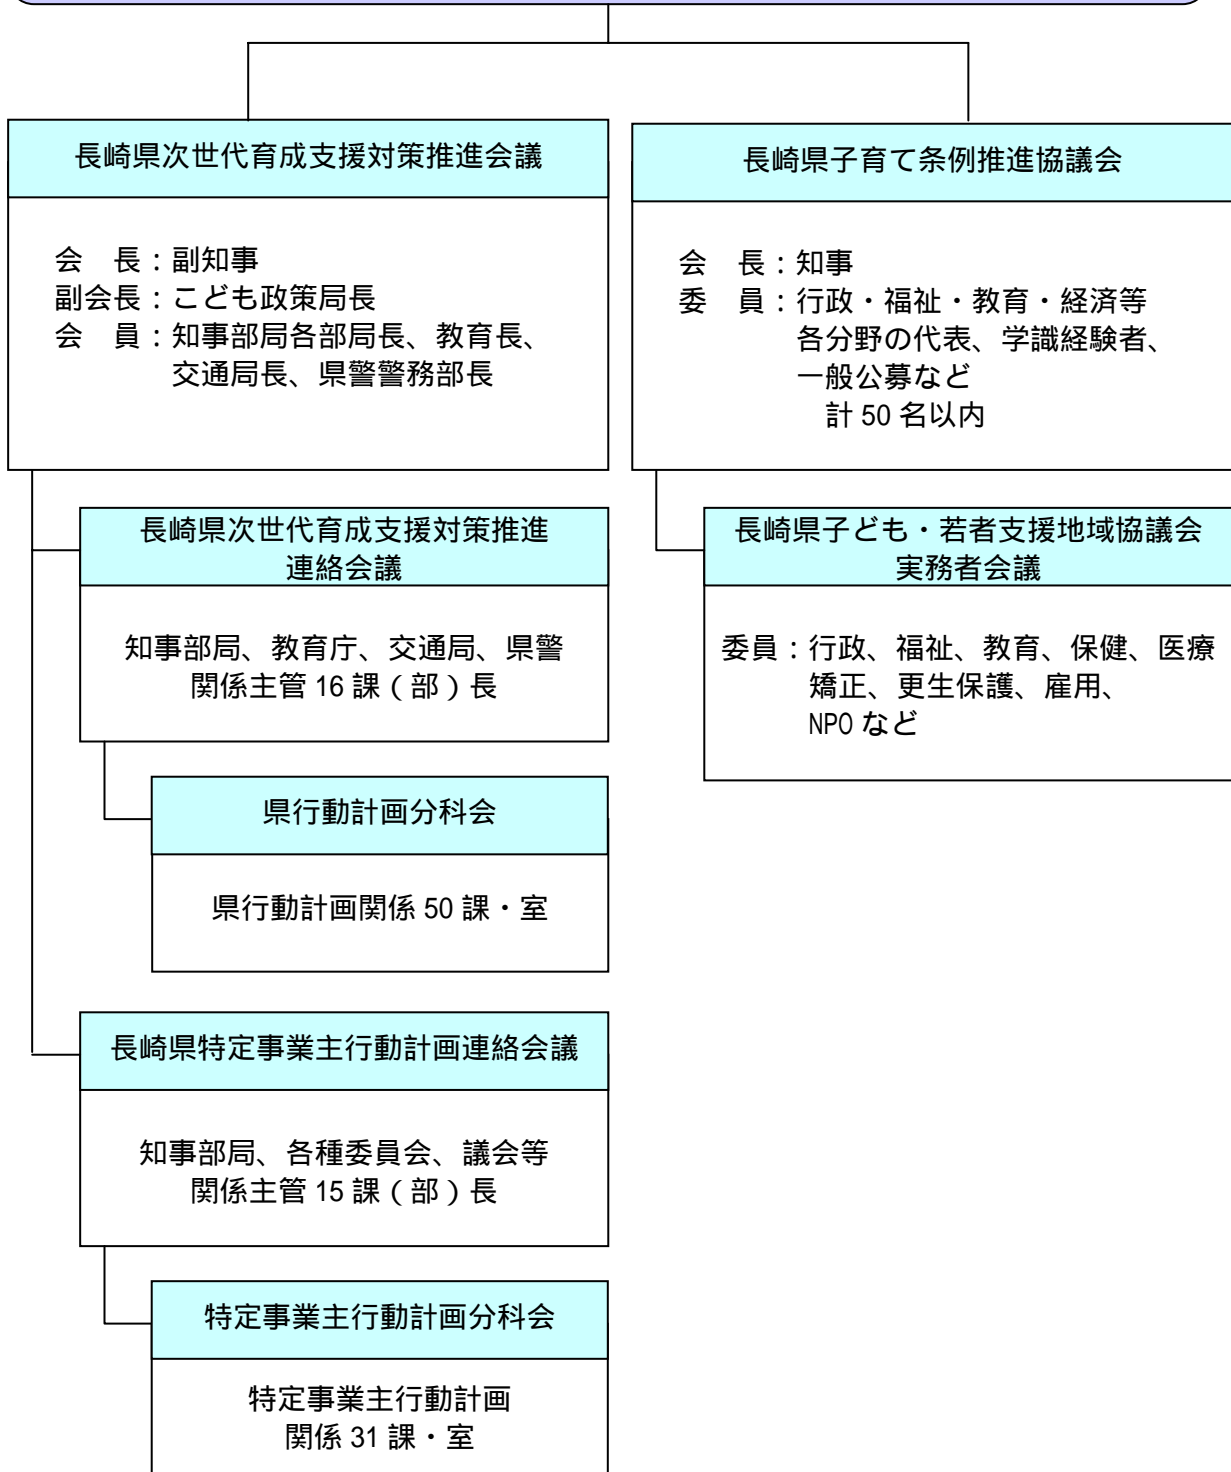 長崎県次世代育成支援対策推進会議
会　長：副知事
副会長：こども政策局長
会　員：知事部局各部局長、教育長、
交通局長、県警警務部長
長崎県子育て条例推進協議会
会　長：知事
委　員：行政・福祉・教育・経済等
各分野の代表、学識経験者、
一般公募など
計 50 名以内
長崎県次世代育成支援対策推進
連絡会議
知事部局、教育庁、交通局、県警
関係主管 16 課（部）長
長崎県子ども・若者支援地域協議会
実務者会議
委員：行政、福祉、教育、保健、医療
矯正、更生保護、雇用、
NPO など
県行動計画分科会
県行動計画関係 50 課・室
長崎県特定事業主行動計画連絡会議
知事部局、各種委員会、議会等
関係主管 15 課（部）長
特定事業主行動計画分科会
特定事業主行動計画
関係 31 課・室